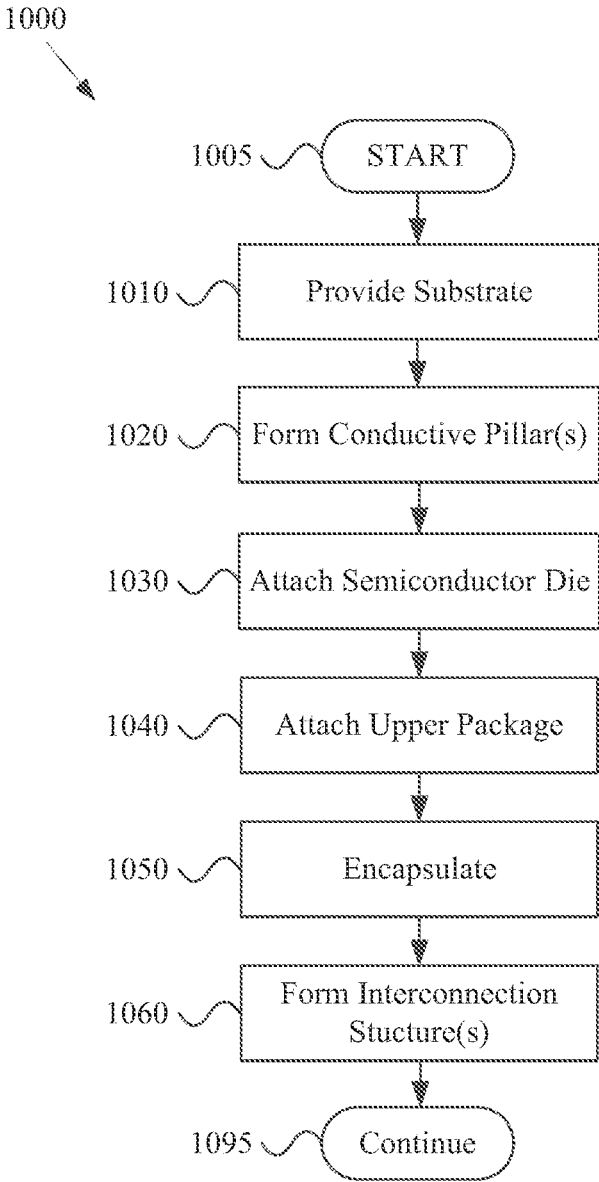 1000
1005 START
1010 Provide Substrate
1020 Form Conductive Pillar(s)
1030 Attach Semiconductor Die
1040 Attach Upper Package
1050 Encapsulate
1060 Form Interconnection
Stucture(s)
1095 Continue